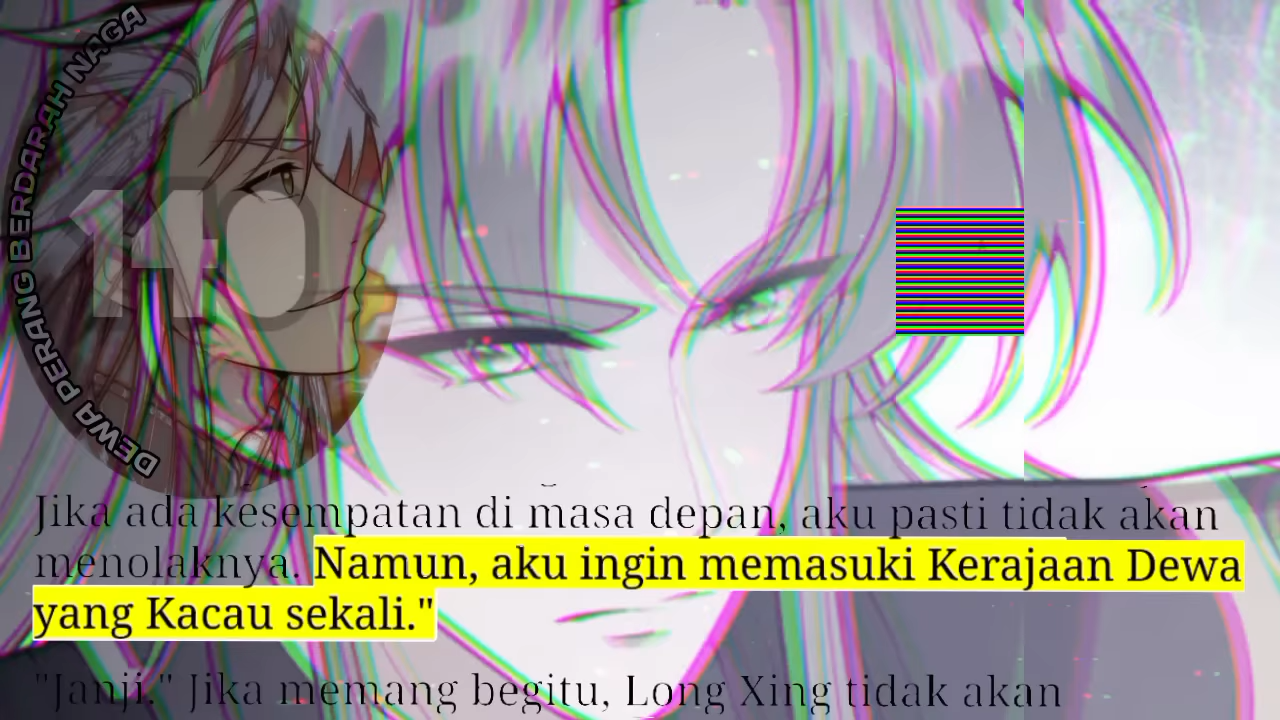 DEWA PERANG BERDARAH NAGA
140
Jika ada kesempatan di masa depan, aku pasti tidak akan
menolaknya. Namun, aku ingin memasuki Kerajaan Dewa
yang Kacau sekali."
"Janji." Jika memang begitu, Long Xing tidak akan